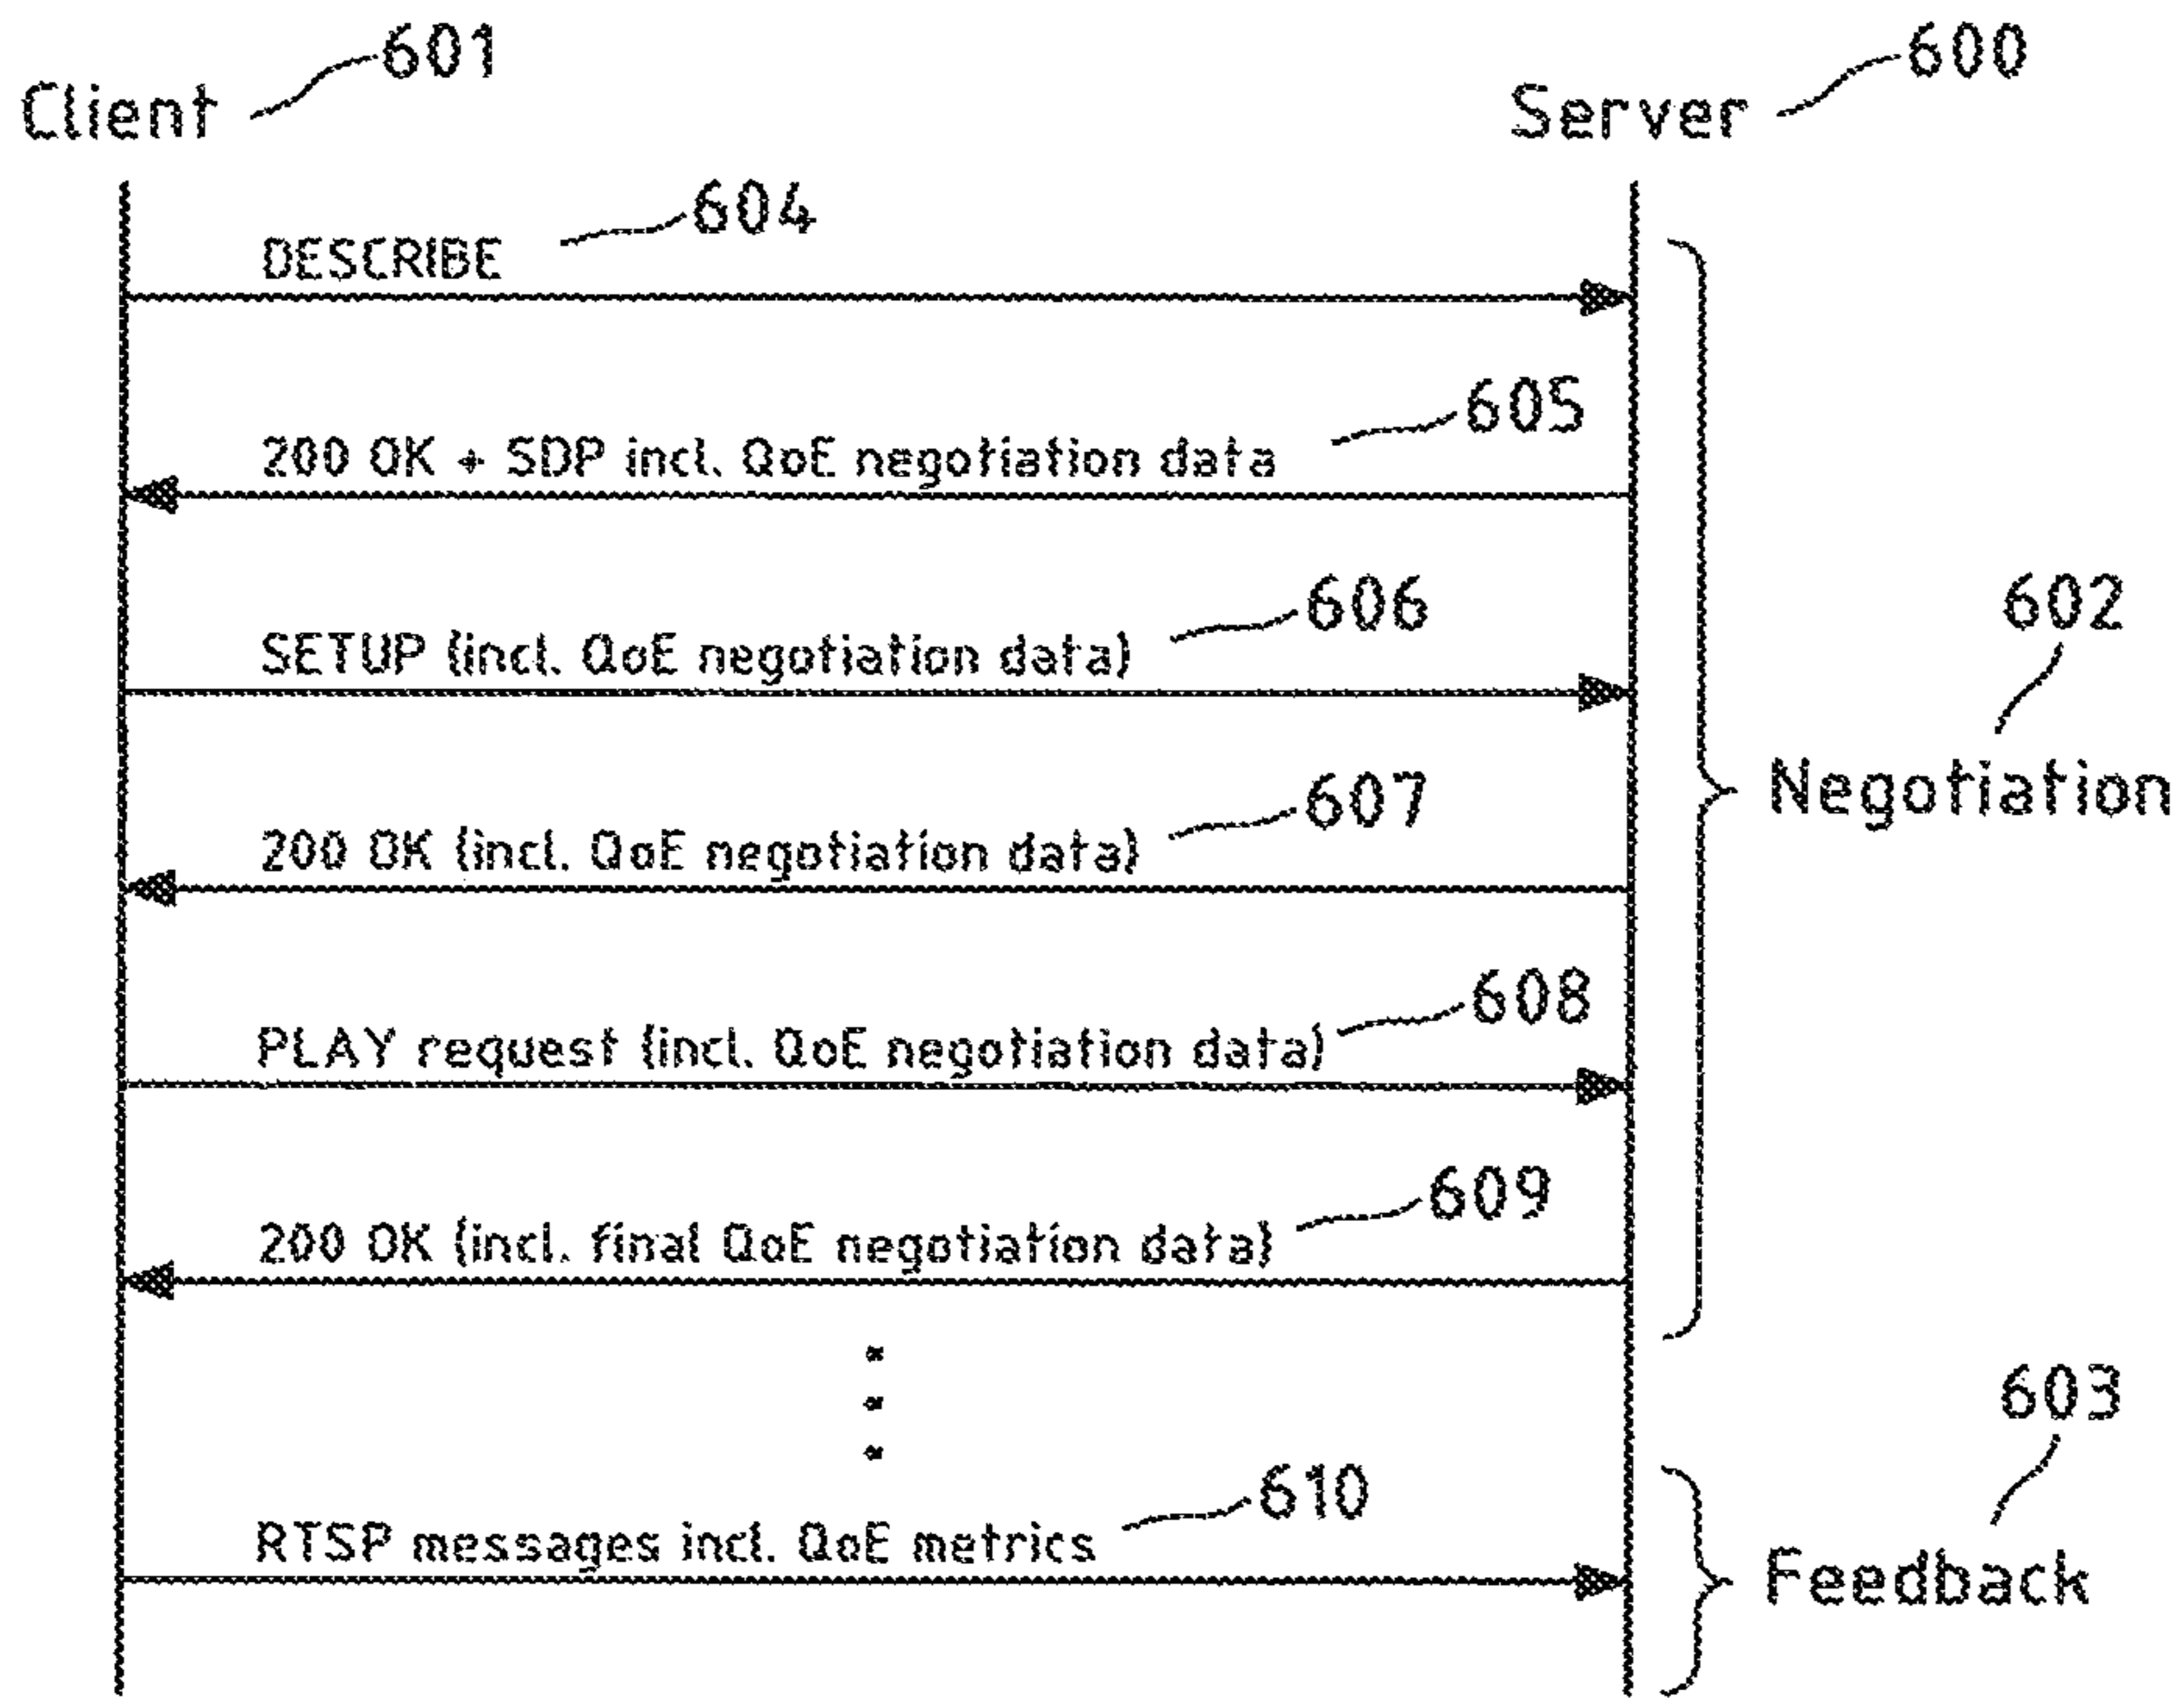 601
600
Client
Server
604
DESCRIBE
605
200 OK + SDP incl. QoE negotiation data
606
602
SETUP (incl. QoE negotiation data)
607
Negotiation
200 OK (incl. QoE negotiation data)
608
PLAY request (incl. QoE negotiation data)
609
200 OK (incl. final QoE negotiation data)
603
610
RTSP messages incl. QoE metrics
Feedback